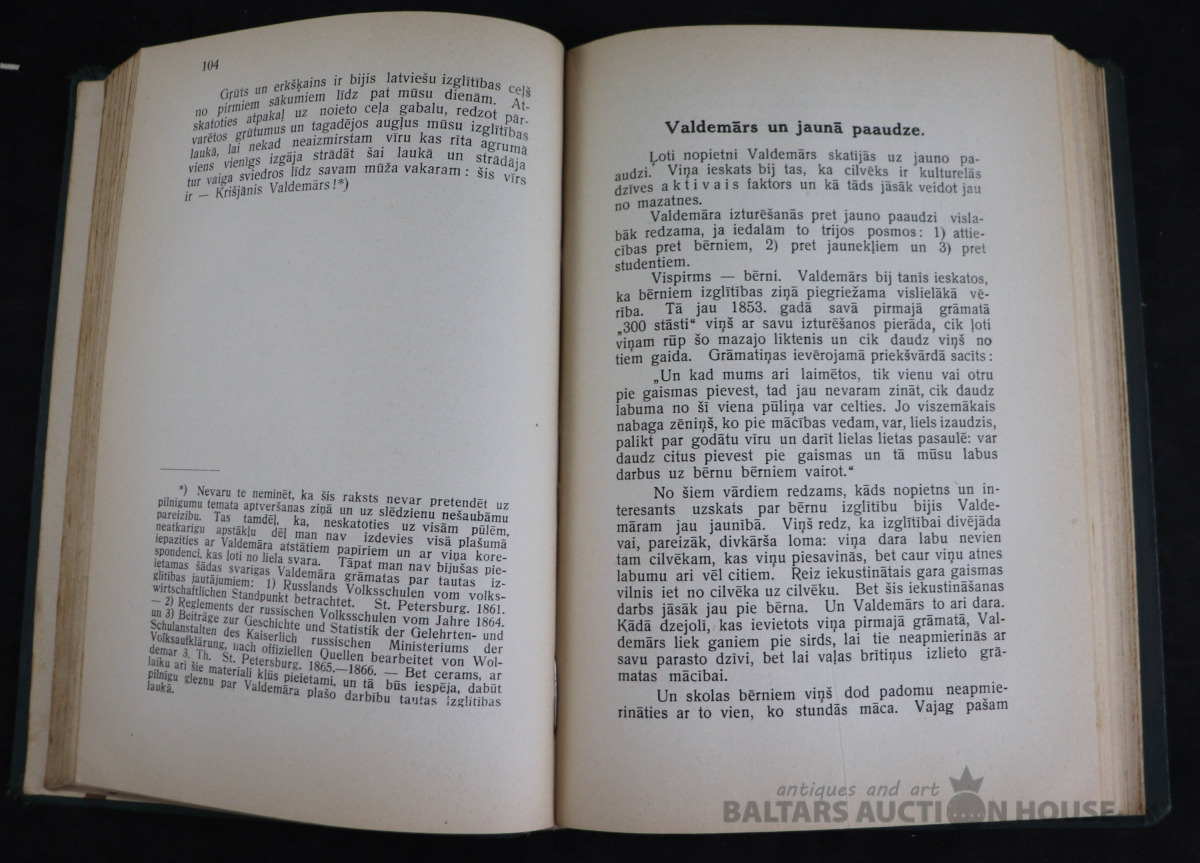 104
Gŗūts un erkšķains ir bijis latviešu izglītības ceļš
no pirmiem sākumiem līdz pat mūsu dienām. At-
skatoties atpakaļ uz noieto ceļa gabalu, redzot pār-
varētos grūtumus un tagadējos augļus mūsu izglītības
laukā, lai nekad neaizmirstam vīru kas rīta agrumā
viens vienīgs izgāja strādāt šai laukā un strādāja
tur vaiga sviedros līdz savam mūža vakaram: šis vīrs
ir — Krišjānis Valdemārs!*)
*) Nevaru te neminēt, ka šis raksts nevar pretendēt uz
pilnīgumu temata aptveršanas ziņā un uz slēdzienu nešaubāmu
pareizību. Tas tamdēļ, ka, neskatoties uz visām pūlēm,
neatkarīgu apstākļu dēļ man nav izdevies visā plašumā
iepazīties ar Valdemāra atstātiem papīriem un ar viņa kore-
spondenci, kas ļoti no liela svara. Tāpat man nav bijušas pie-
ietamas šādas svarīgas Valdemāra grāmatas par tautas iz-
glītības jautājumiem: 1) Russlands Volksschulen vom volks-
wirtschaftlichen Standpunkt betrachtet. St. Petersburg. 1861.
— 2) Reglements der russischen Volksschulen vom Jahre 1864.
un 3) Beiträge zur Geschichte und Statistik der Gelehrten- und
Schulanstalten des Kaiserlich russischen Ministeriums der
Volksaufklärung, nach offiziellen Quellen bearbeitet von Wol-
demar 3. Th. St. Petersburg. 1865.—1866. — Bet cerams, ar
laiku ari šie materiali kļūs pieietami, un tā būs iespēja, dabūt
pilnīgu gleznu par Valdemāra plašo darbību tautas izglītības
laukā.
Valdemārs un jaunā paaudze.
Ļoti nopietni Valdemārs skatījās uz jauno pa-
audzi. Viņa ieskats bij tas, ka cilvēks ir kulturelās
dzīves aktivais faktors un kā tāds jāsāk veidot jau
no mazatnes.
Valdemāra izturēšanās pret jauno paaudzi visla-
bāk redzama, ja iedalām to trijos posmos: 1) attie-
cības pret bērniem, 2) pret jaunekļiem un 3) pret
studentiem.
Vispirms — bērni. Valdemārs bij tanīs ieskatos,
ka bērniem izglītības ziņā piegriežama vislielākā vē-
rība. Tā jau 1853. gadā savā pirmajā grāmatā
„300 stāsti“ viņš ar savu izturēšanos pierāda, cik ļoti
viņam rūp šo mazajo liktenis un cik daudz viņš no
tiem gaida. Grāmatiņas ievērojamā priekšvārdā sacīts:
„Un kad mums ari laimētos, tik vienu vai otru
pie gaismas pievest, tad jau nevaram zināt, cik daudz
labuma no šī viena pūliņa var celties. Jo viszemākais
nabaga zēniņš, ko pie mācības vedam, var, liels izaudzis,
palikt par godātu vīru un darīt lielas lietas pasaulē: var
daudz citus pievest pie gaismas un tā mūsu labus
darbus uz bērnu bērniem vairot.“
No šiem vārdiem redzams, kāds nopietns un in-
teresants uzskats par bērnu izglītību bijis Valde-
māram jau jaunībā. Viņš redz, ka izglītībai divējāda
vai, pareizāk, divkārša loma: viņa dara labu nevien
tam cilvēkam, kas viņu piesavinās, bet caur viņu atnes
labumu ari vēl citiem. Reiz iekustinātais gara gaismas
vilnis iet no cilvēka uz cilvēku. Bet šis iekustināšanas
darbs jāsāk jau pie bērna. Un Valdemārs to ari dara.
Kādā dzejolī, kas ievietots viņa pirmajā grāmatā, Val-
demārs liek ganiem pie sirds, lai tie neapmierinās ar
savu parasto dzīvi, bet lai vaļas brītiņus izlieto grā-
matas mācībai.
Un skolas bērniem viņš dod padomu neapmie-
rināties ar to vien, ko stundās māca. Vajag pašam
antiques and art
BALTARS AUCTION HOUSE